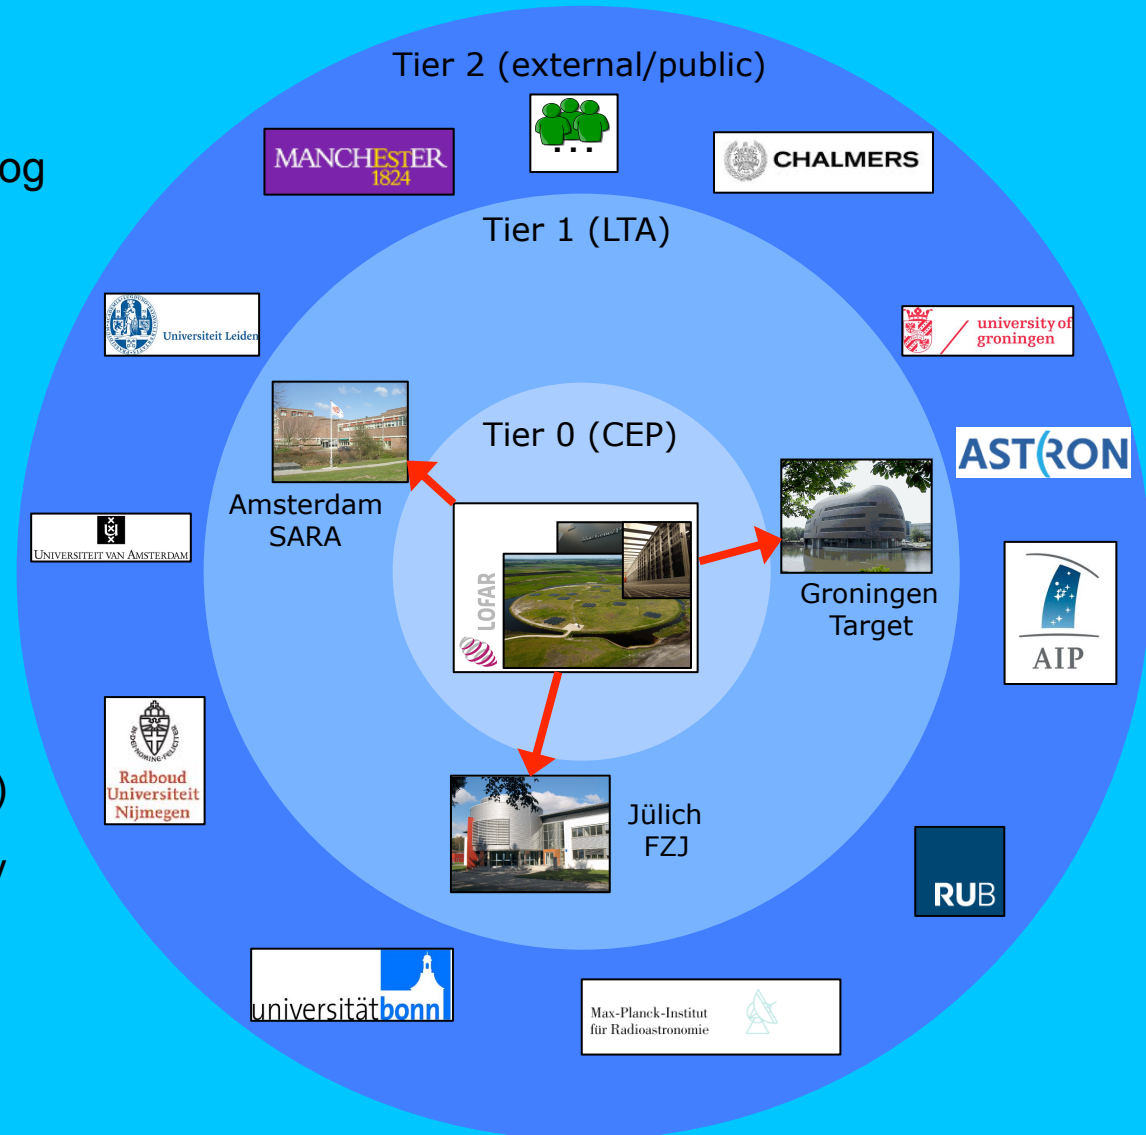 Tier 2 (external/public)
...
MANCHESTER
1824
CHALMERS
og
Tier 1 (LTA)
Universiteit Leiden
university of
groningen
Tier 0 (CEP)
ASTRON
Amsterdam
SARA
UNIVERSITEIT VAN AMSTERDAM
LOFAR
Groningen
Target
AIP
Radboud
Universiteit
Nijmegen
)
Jülich
FZJ
y
RUB
universitätbonn
Max-Planck-Institut
für Radioastronomie